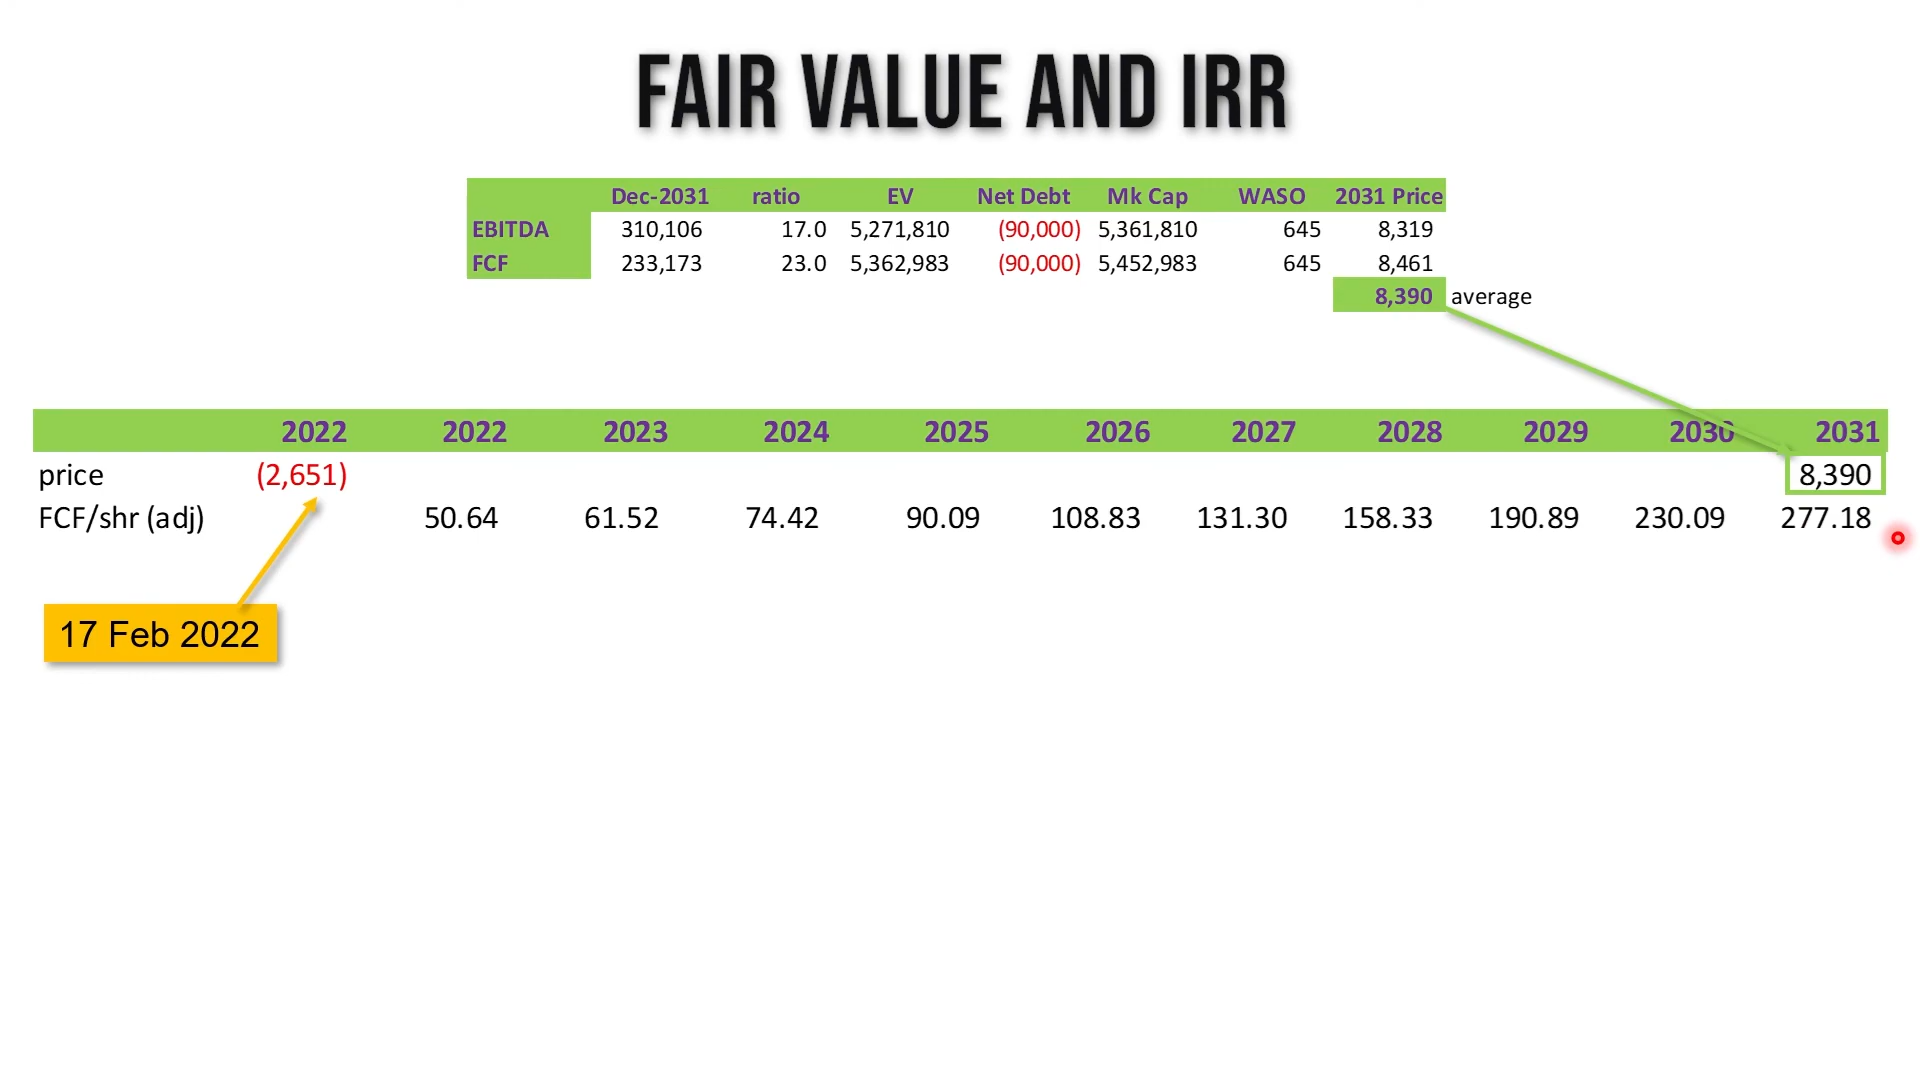 FAIR VALUE AND IRR
Dec-2031 ratio EV Net Debt Mk Cap WASO 2031 Price
EBITDA 310,106 17.0 5,271,810 (90,000) 5,361,810 645 8,319
FCF 233,173 23.0 5,362,983 (90,000) 5,452,983 645 8,461
8,390 average
2022 2022 2023 2024 2025 2026 2027 2028 2029 2030 2031
price (2,651) 8,390
FCF/shr (adj) 50.64 61.52 74.42 90.09 108.83 131.30 158.33 190.89 230.09 277.18
17 Feb 2022